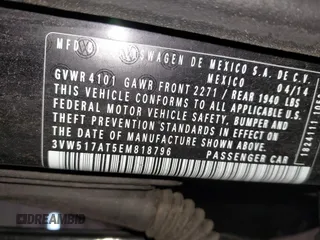 MFD VOLKSWAGEN DE MEXICO S.A. DE C.V.
MEXICO 04/14
GVWR 4101 GAWR FRONT 2271 / REAR 1940 LBS
THIS VEHICLE CONFORMS TO ALL APPLICABLE U.S.
FEDERAL MOTOR VEHICLE SAFETY, BUMPER AND
THEFT PREVENTION STANDARDS IN EFFECT ON THE
DATE OF MANUFACTURE SHOWN ABOVE.
3VW517AT5EM818796 PASSENGER CAR
DREAMBID